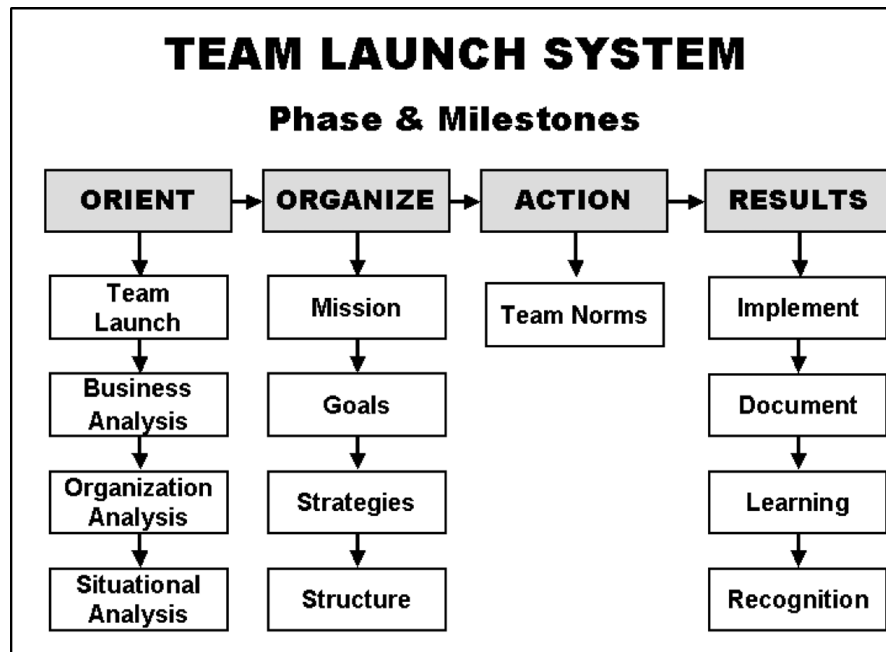 TEAM LAUNCH SYSTEM
Phase & Milestones
ORIENT
ORGANIZE
ACTION
RESULTS
Team
Launch
Business
Analysis
Organization
Analysis
Situational
Analysis
Mission
Goals
Strategies
Structure
Team Norms
Implement
Document
Learning
Recognition